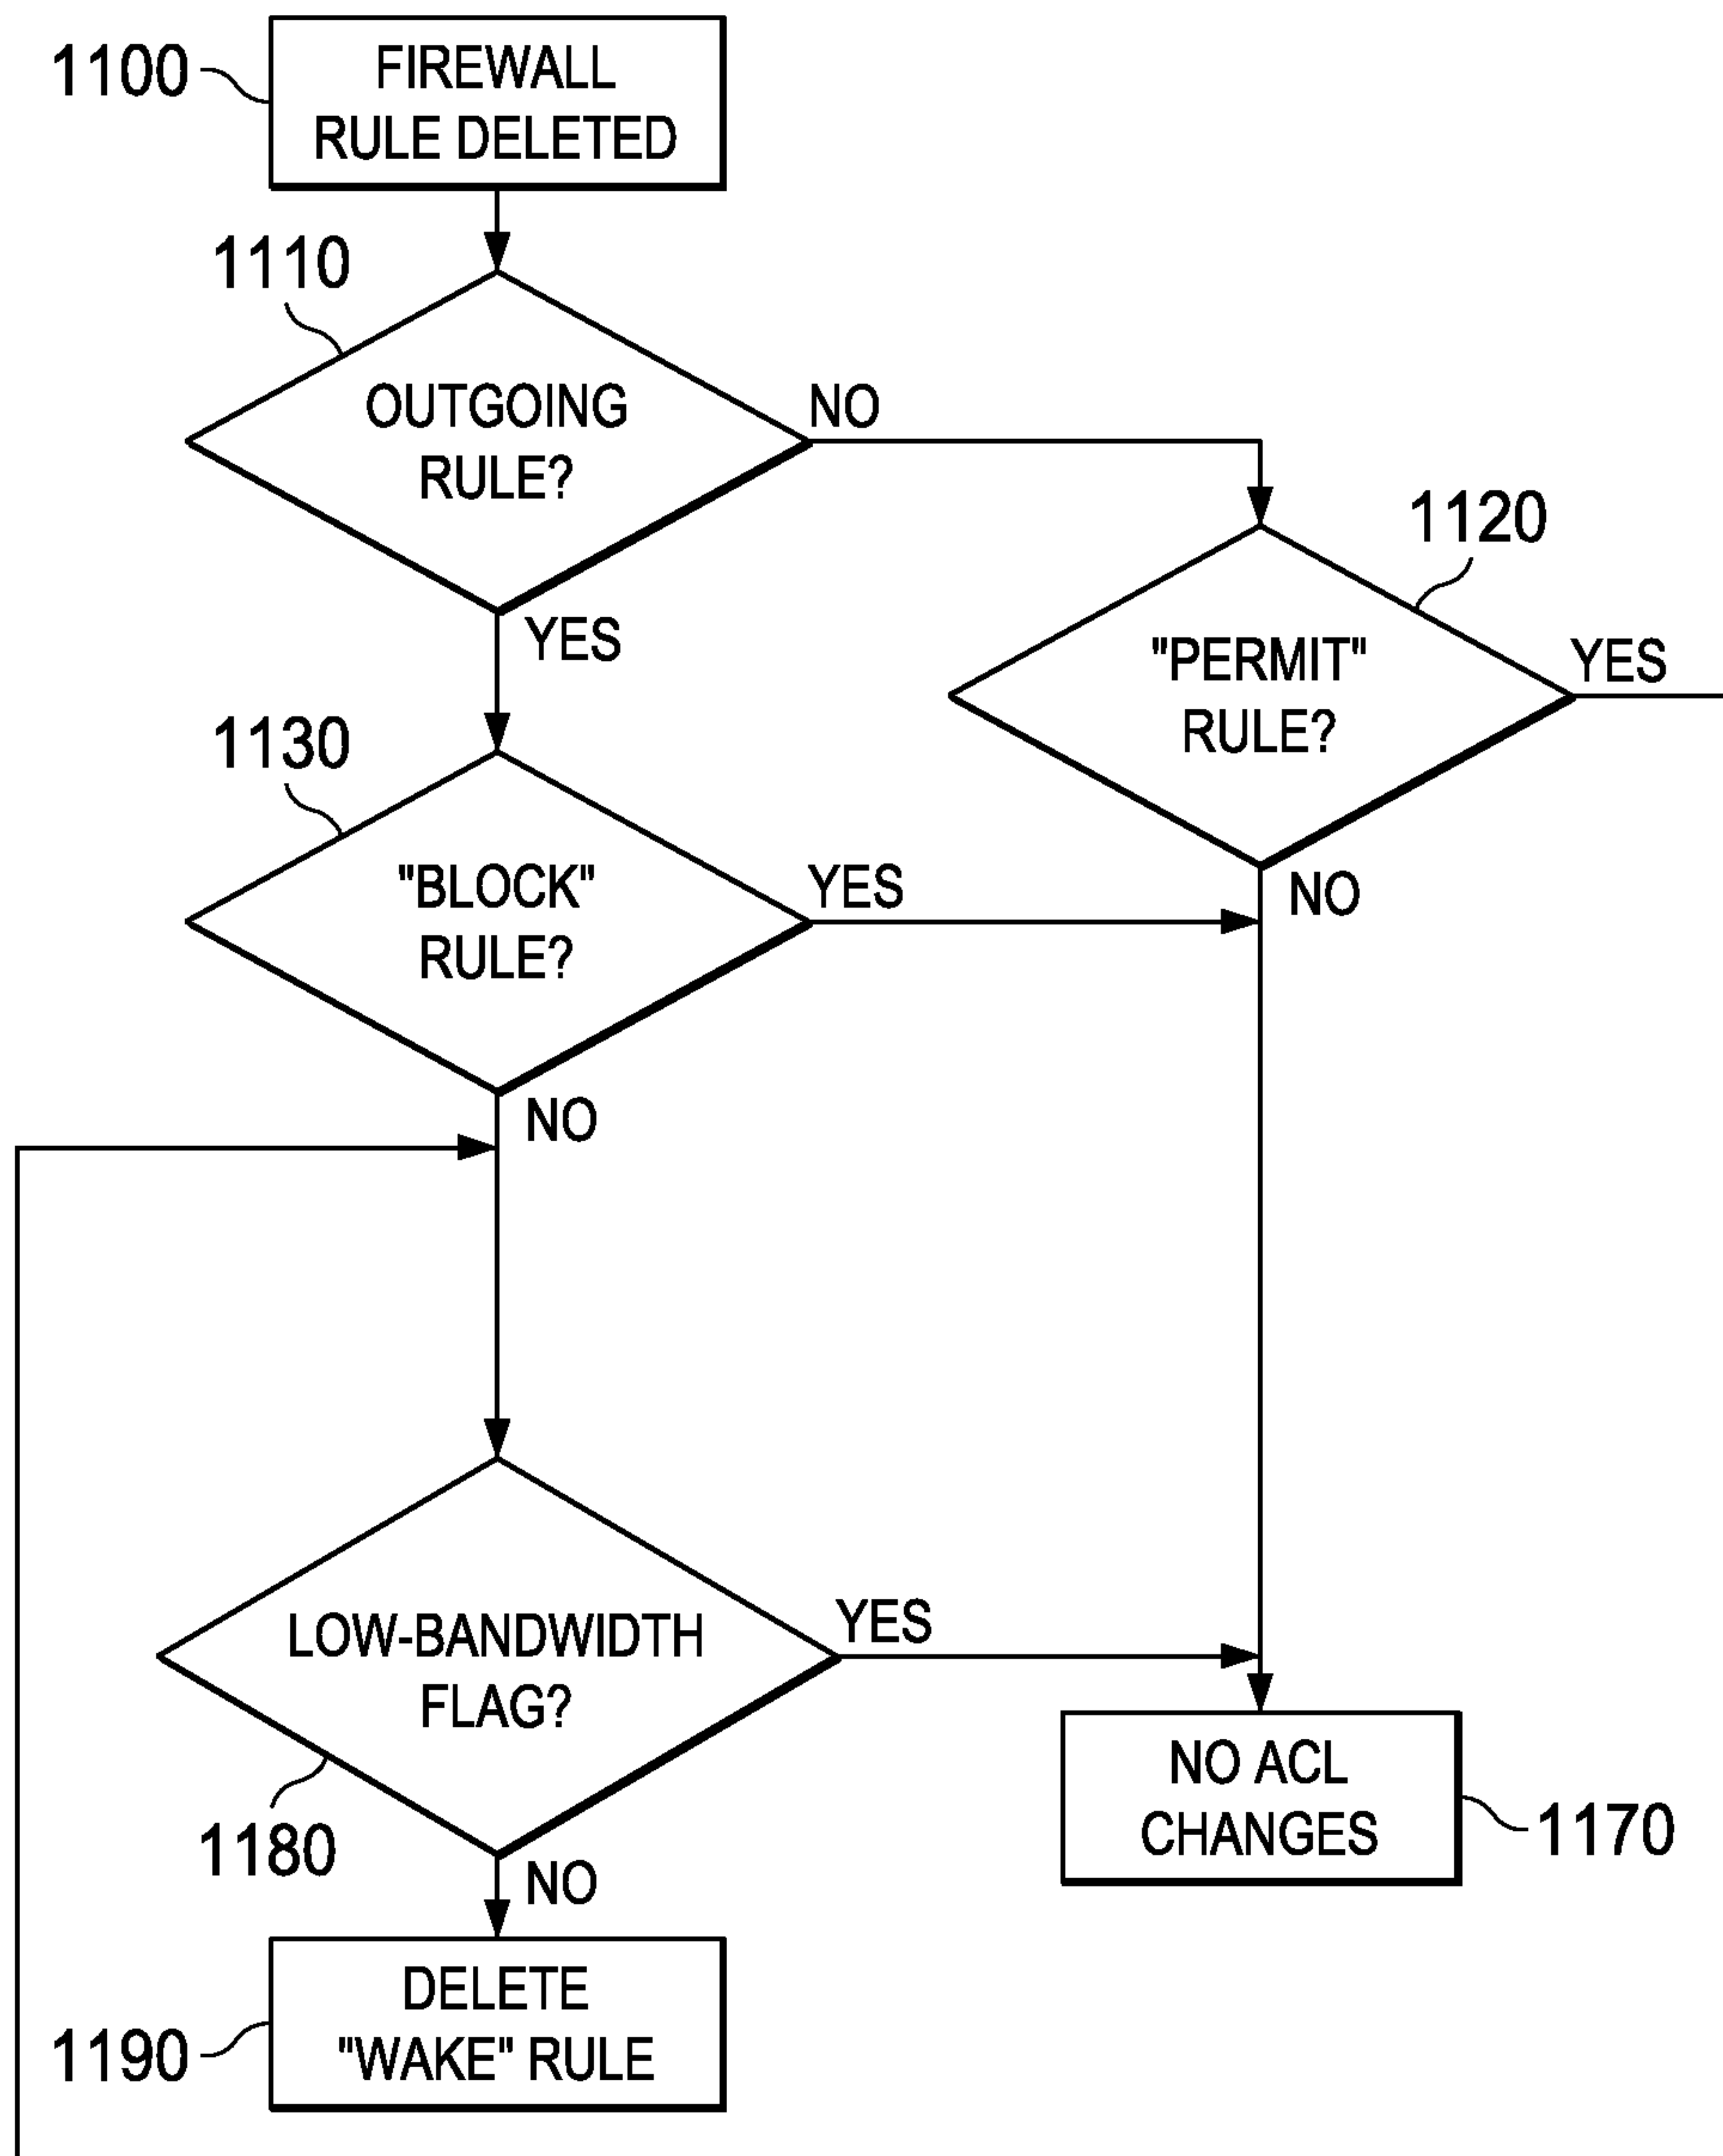 1100
FIREWALL
RULE DELETED
1110
OUTGOING
RULE?
NO
YES
1120
"PERMIT"
RULE?
YES
NO
1130
"BLOCK"
RULE?
YES
NO
LOW-BANDWIDTH
FLAG?
YES
1180
NO
NO ACL
CHANGES
1170
DELETE
"WAKE" RULE
1190